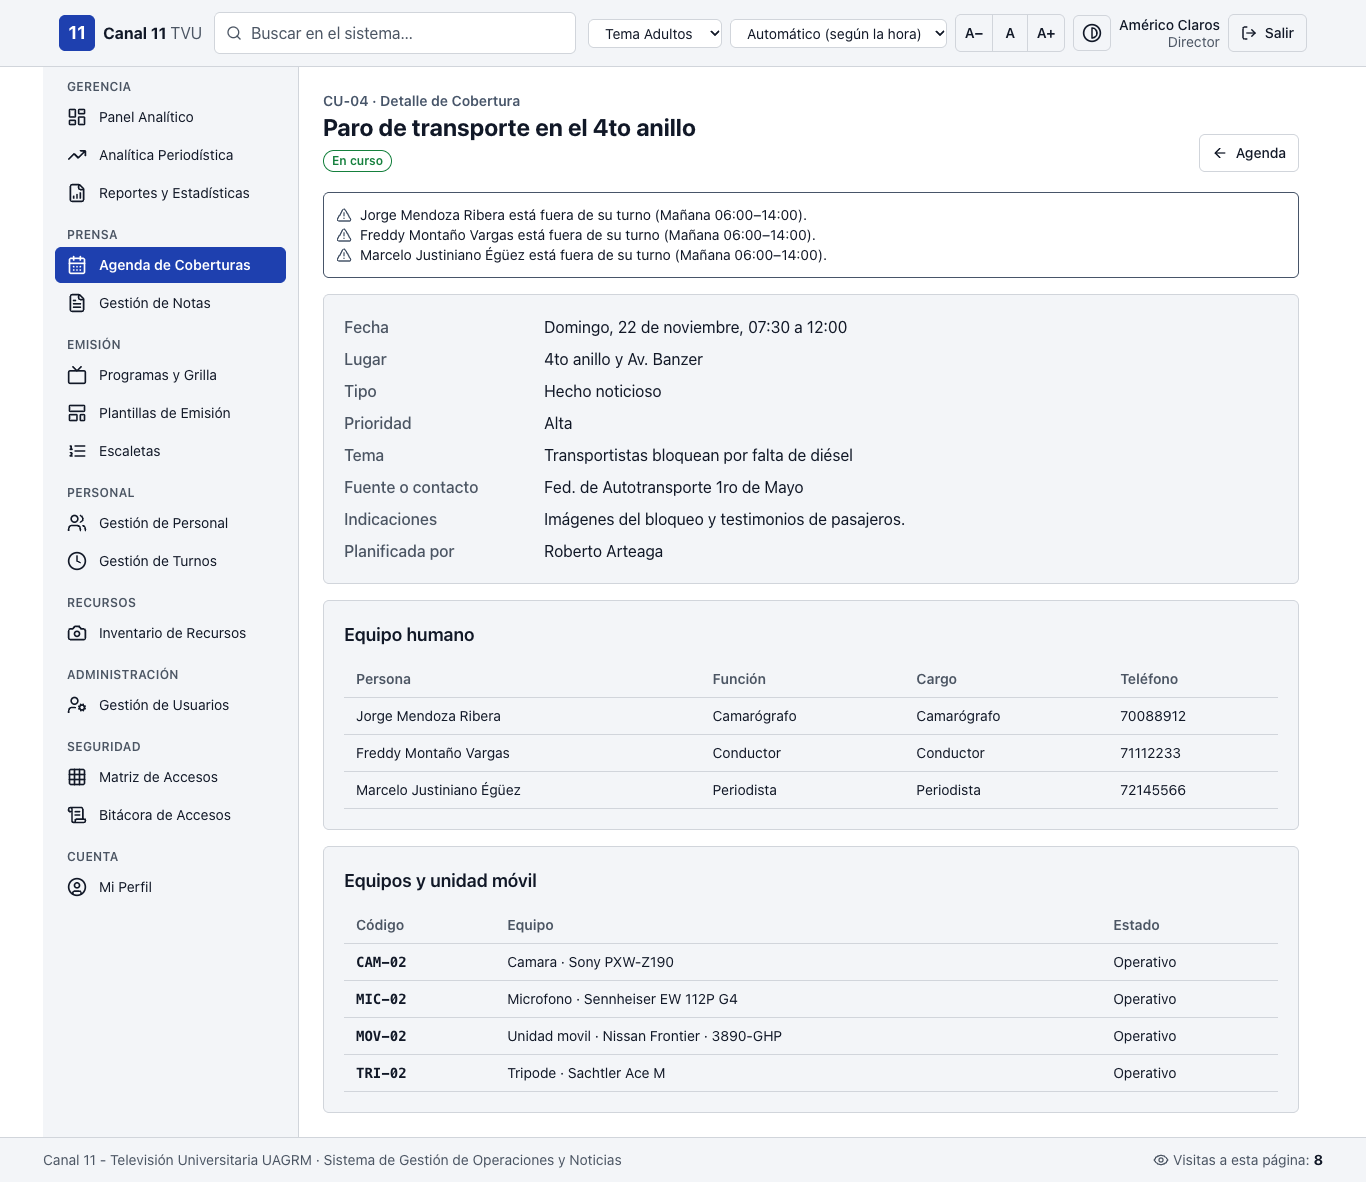 11 Canal 11 TVU
Buscar en el sistema...
Tema Adultos
Automático (según la hora)
A− A A+
Américo Claros
Director
Salir
GERENCIA
Panel Analítico
Analítica Periodística
Reportes y Estadísticas
PRENSA
Agenda de Coberturas
Gestión de Notas
EMISIÓN
Programas y Grilla
Plantillas de Emisión
Escaletas
PERSONAL
Gestión de Personal
Gestión de Turnos
RECURSOS
Inventario de Recursos
ADMINISTRACIÓN
Gestión de Usuarios
SEGURIDAD
Matriz de Accesos
Bitácora de Accesos
CUENTA
Mi Perfil
CU-04 · Detalle de Cobertura
Paro de transporte en el 4to anillo
En curso
Agenda
Jorge Mendoza Ribera está fuera de su turno (Mañana 06:00–14:00).
Freddy Montaño Vargas está fuera de su turno (Mañana 06:00–14:00).
Marcelo Justiniano Égüez está fuera de su turno (Mañana 06:00–14:00).
Fecha Domingo, 22 de noviembre, 07:30 a 12:00
Lugar 4to anillo y Av. Banzer
Tipo Hecho noticioso
Prioridad Alta
Tema Transportistas bloquean por falta de diésel
Fuente o contacto Fed. de Autotransporte 1ro de Mayo
Indicaciones Imágenes del bloqueo y testimonios de pasajeros.
Planificada por Roberto Arteaga
Equipo humano
Persona Función Cargo Teléfono
Jorge Mendoza Ribera Camarógrafo Camarógrafo 70088912
Freddy Montaño Vargas Conductor Conductor 71112233
Marcelo Justiniano Égüez Periodista Periodista 72145566
Equipos y unidad móvil
Código Equipo Estado
CAM-02 Camara · Sony PXW-Z190 Operativo
MIC-02 Microfono · Sennheiser EW 112P G4 Operativo
MOV-02 Unidad movil · Nissan Frontier · 3890-GHP Operativo
TRI-02 Tripode · Sachtler Ace M Operativo
Canal 11 - Televisión Universitaria UAGRM · Sistema de Gestión de Operaciones y Noticias
Visitas a esta página: 8